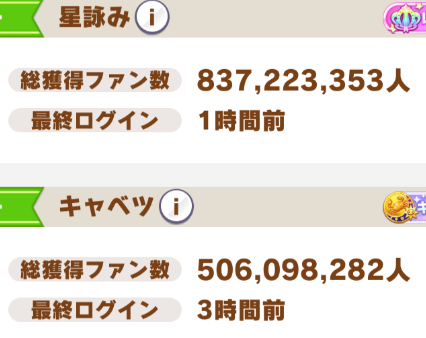 星詠み i
総獲得ファン数 837,223,353人
最終ログイン 1時間前
キャベツ i
総獲得ファン数 506,098,282人
最終ログイン 3時間前